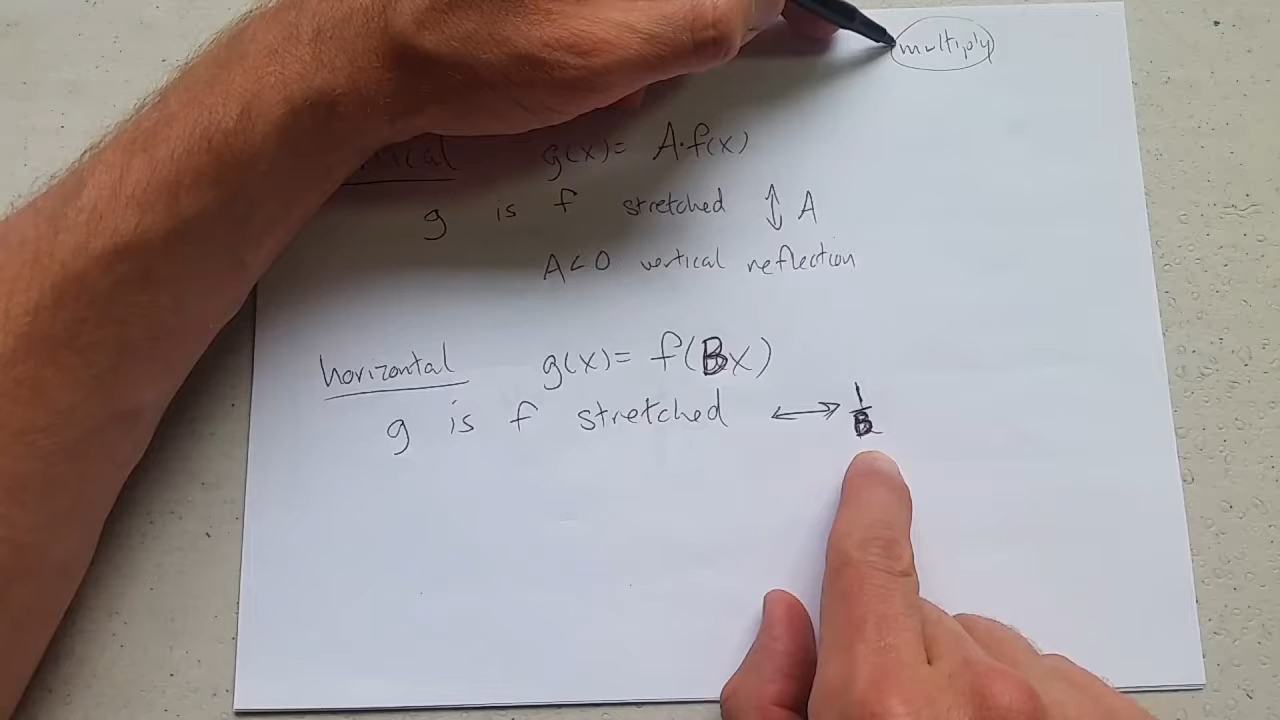 multiply
g(x)= A·f(x)
g is f stretched ↕ A
A<0 vertical reflection
horizontal g(x)= f(Bx)
g is f stretched ↔ 1/B